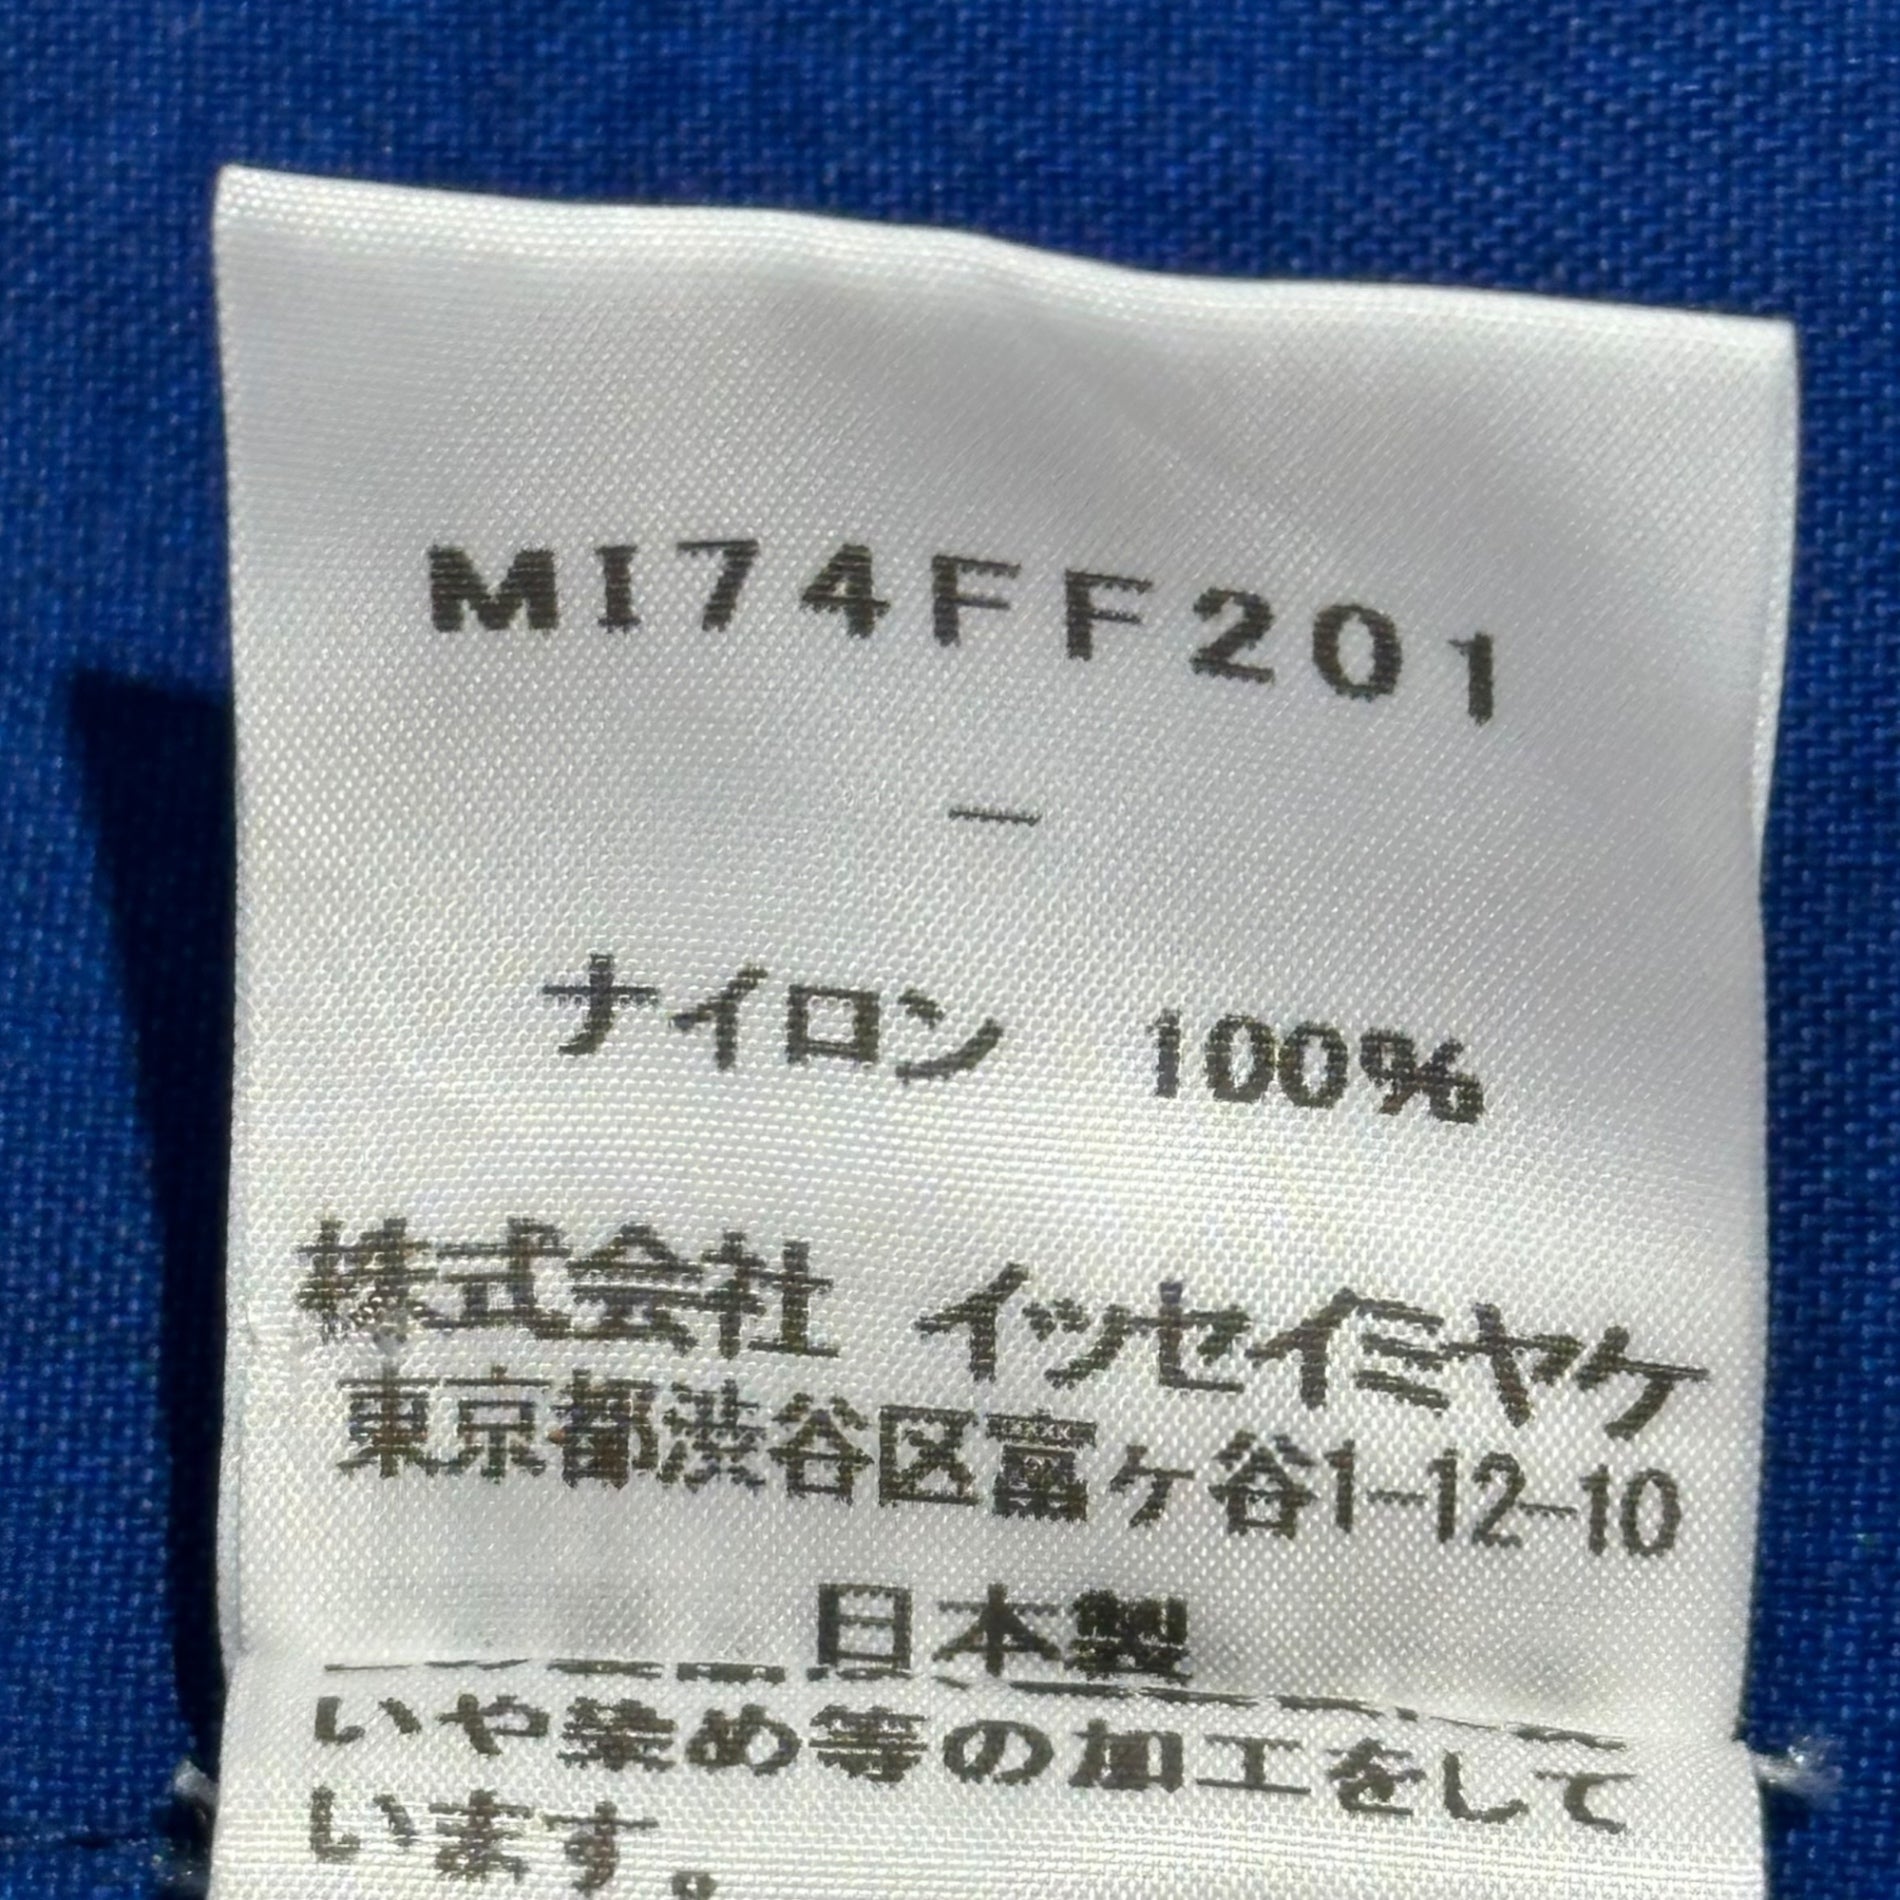 MI74FF201
—
ナイロン 100%
株式会社 イッセイミヤケ
東京都渋谷区富ヶ谷1-12-10
日本製
いや染め等の加工をして
います。